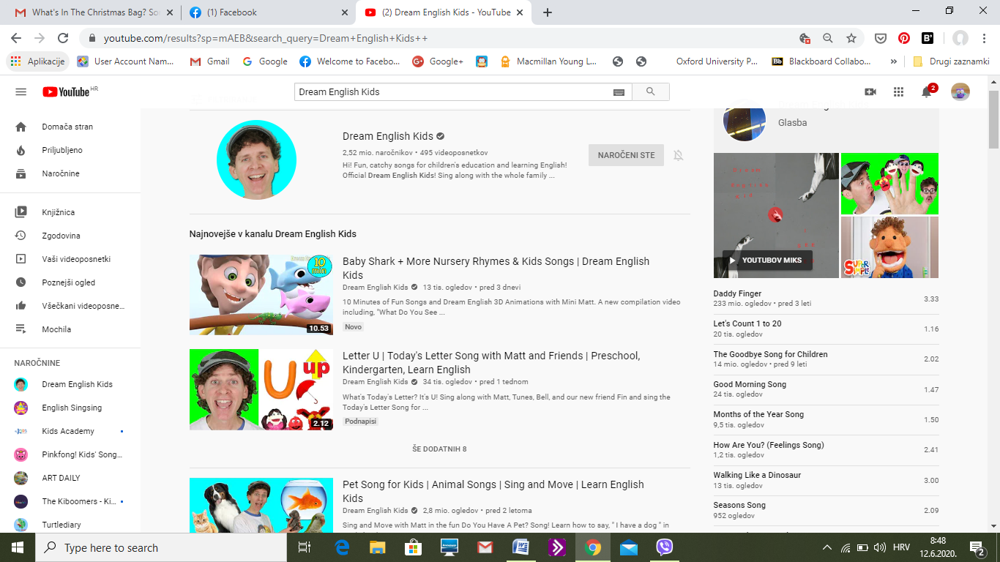 What's In The Christmas Bag? So
(1) Facebook
(2) Dream English Kids - YouTube
youtube.com/results?sp=mAEB&search_query=Dream+English+Kids++
Aplikacije
User Account Nam...
Gmail
Google
Welcome to Facebo...
Google+
Macmillan Young L...
Oxford University P...
Blackboard Collabo...
»
Drugi zaznamki
YouTube HR
Dream English Kids
2
Domača stran
Priljubljeno
Naročnine
Knjižnica
Zgodovina
Vaši videoposnetki
Poznejši ogled
Všečkani videoposne...
Mochila
NAROČNINE
Dream English Kids
English Singsing
Kids Academy
Pinkfong! Kids' Song...
ART DAILY
The Kiboomers - Ki...
Turtlediary
Dream English Kids
2,52 mio. naročnikov • 495 videoposnetkov
Hi! Fun, catchy songs for children's education and learning English!
Official Dream English Kids! Sing along with the whole family ...
NAROČENI STE
Najnovejše v kanalu Dream English Kids
10
10.53
Baby Shark + More Nursery Rhymes & Kids Songs | Dream English
Kids
Dream English Kids 13 tis. ogledov • pred 3 dnevi
10 Minutes of Fun Songs and Dream English 3D Animations with Mini Matt. A new compilation video
including, "What Do You See ...
Novo
U
up
2.12
Letter U | Today's Letter Song with Matt and Friends | Preschool,
Kindergarten, Learn English
Dream English Kids 34 tis. ogledov • pred 1 tednom
What's Today's Letter? It's U! Sing along with Matt, Tunes, Bell, and our new friend Fin and sing the
Today's Letter Song for ...
Podnapisi
ŠE DODATNIH 8
Pet Song for Kids | Animal Songs | Sing and Move | Learn English
Kids
Dream English Kids 2,8 mio. ogledov • pred 2 letoma
Sing and Move with Matt in the fun Do You Have A Pet? Song! Learn how to say, " I have a dog " in
Glasba
Dream
English
Kid
YOUTUBOV MIKS
SUPER
SIMPLE
Daddy Finger 3.33
233 mio. ogledov • pred 3 leti
Let's Count 1 to 20 1.16
20 tis. ogledov
The Goodbye Song for Children 2.02
14 mio. ogledov • pred 9 leti
Good Morning Song 1.47
24 tis. ogledov
Months of the Year Song 1.50
9,5 tis. ogledov
How Are You? (Feelings Song) 2.41
1,2 tis. ogledov
Walking Like a Dinosaur 3.00
13 tis. ogledov
Seasons Song 2.09
952 ogledov
Type here to search
HRV
8:48
12.6.2020.
2